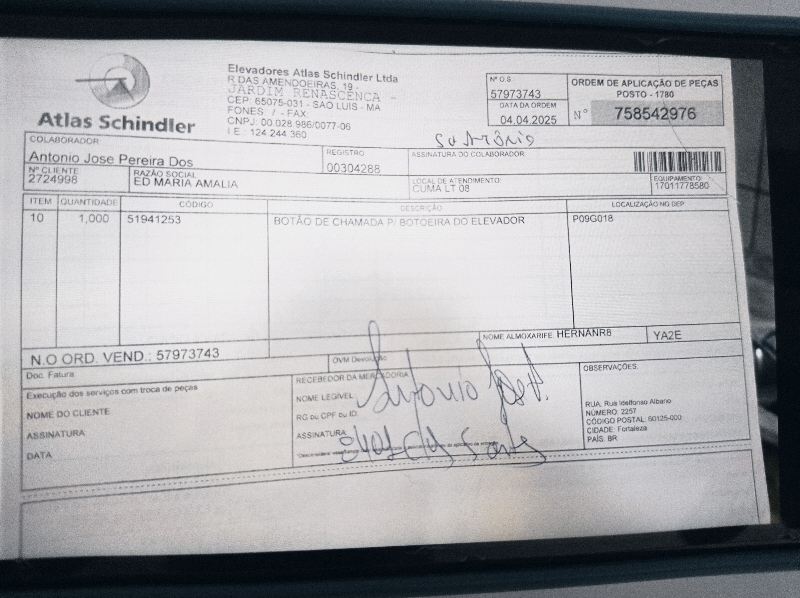 Atlas Schindler
Elevadores Atlas Schindler Ltda
R DAS AMENDOEIRAS, 19 -
JARDIM RENASCENCA -
CEP: 65075-031 - SAO LUIS - MA
FONES: / - FAX
CNPJ: 00.028.986/0077-06
I.E.: 124.244.360
Nº O.S.
57973743
DATA DA ORDEM
04.04.2025
ORDEM DE APLICAÇÃO DE PEÇAS
POSTO - 1780
Nº 758542976
COLABORADOR
Antonio Jose Pereira Dos
REGISTRO
00304288
ASSINATURA DO COLABORADOR
Nº CLIENTE
2724998
RAZÃO SOCIAL
ED MARIA AMALIA
LOCAL DE ATENDIMENTO:
CUMA LT 08
EQUIPAMENTO:
17011778580
ITEM QUANTIDADE CÓDIGO DESCRIÇÃO LOCALIZAÇÃO NO DEP.
10 1,000 51941253 BOTÃO DE CHAMADA P/ BOTOEIRA DO ELEVADOR P09G018
NOME ALMOXARIFE: HERNANR8 YA2E
N.O ORD. VEND.: 57973743
OVM Devolução
Doc. Fatura
Execução dos serviços com troca de peças
NOME DO CLIENTE
ASSINATURA
DATA
RECEBEDOR DA MERCADORIA
NOME LEGÍVEL Antonio José P.
RG ou CPF ou ID:
ASSINATURA:
OBSERVAÇÕES:
RUA: Rua Ildelfonso Albano
NÚMERO: 2257
CÓDIGO POSTAL: 60125-000
CIDADE: Fortaleza
PAÍS: BR